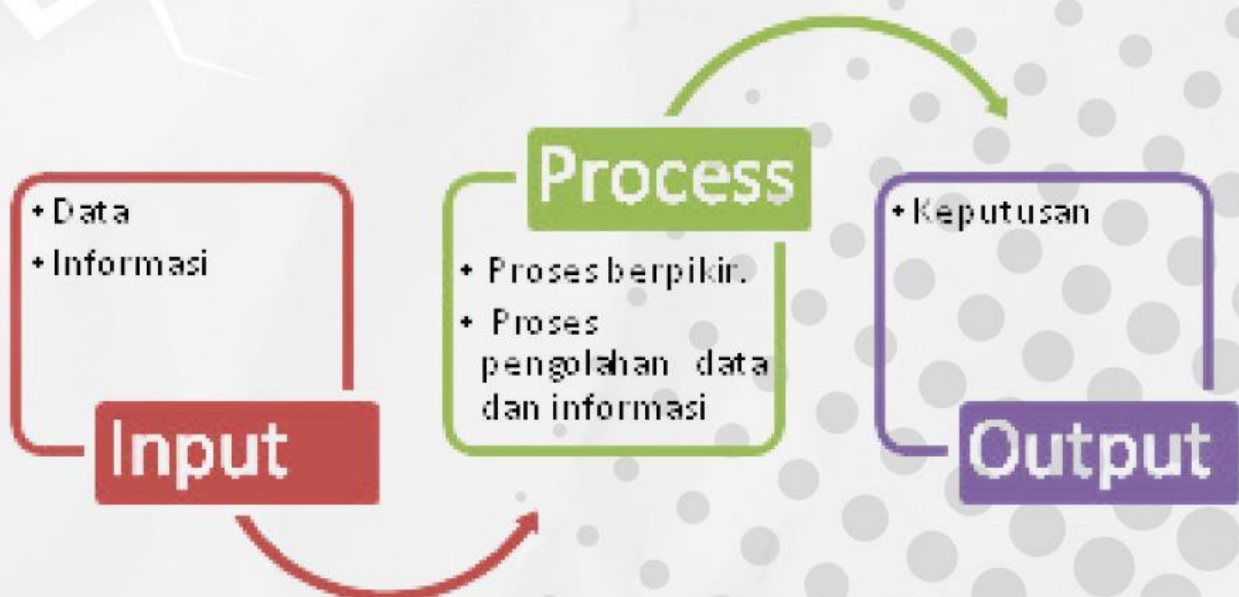 • Data
• Informasi
Input
Process
• Proses berpikir.
• Proses
pengolahan data
dan informasi
• Keputusan
Output